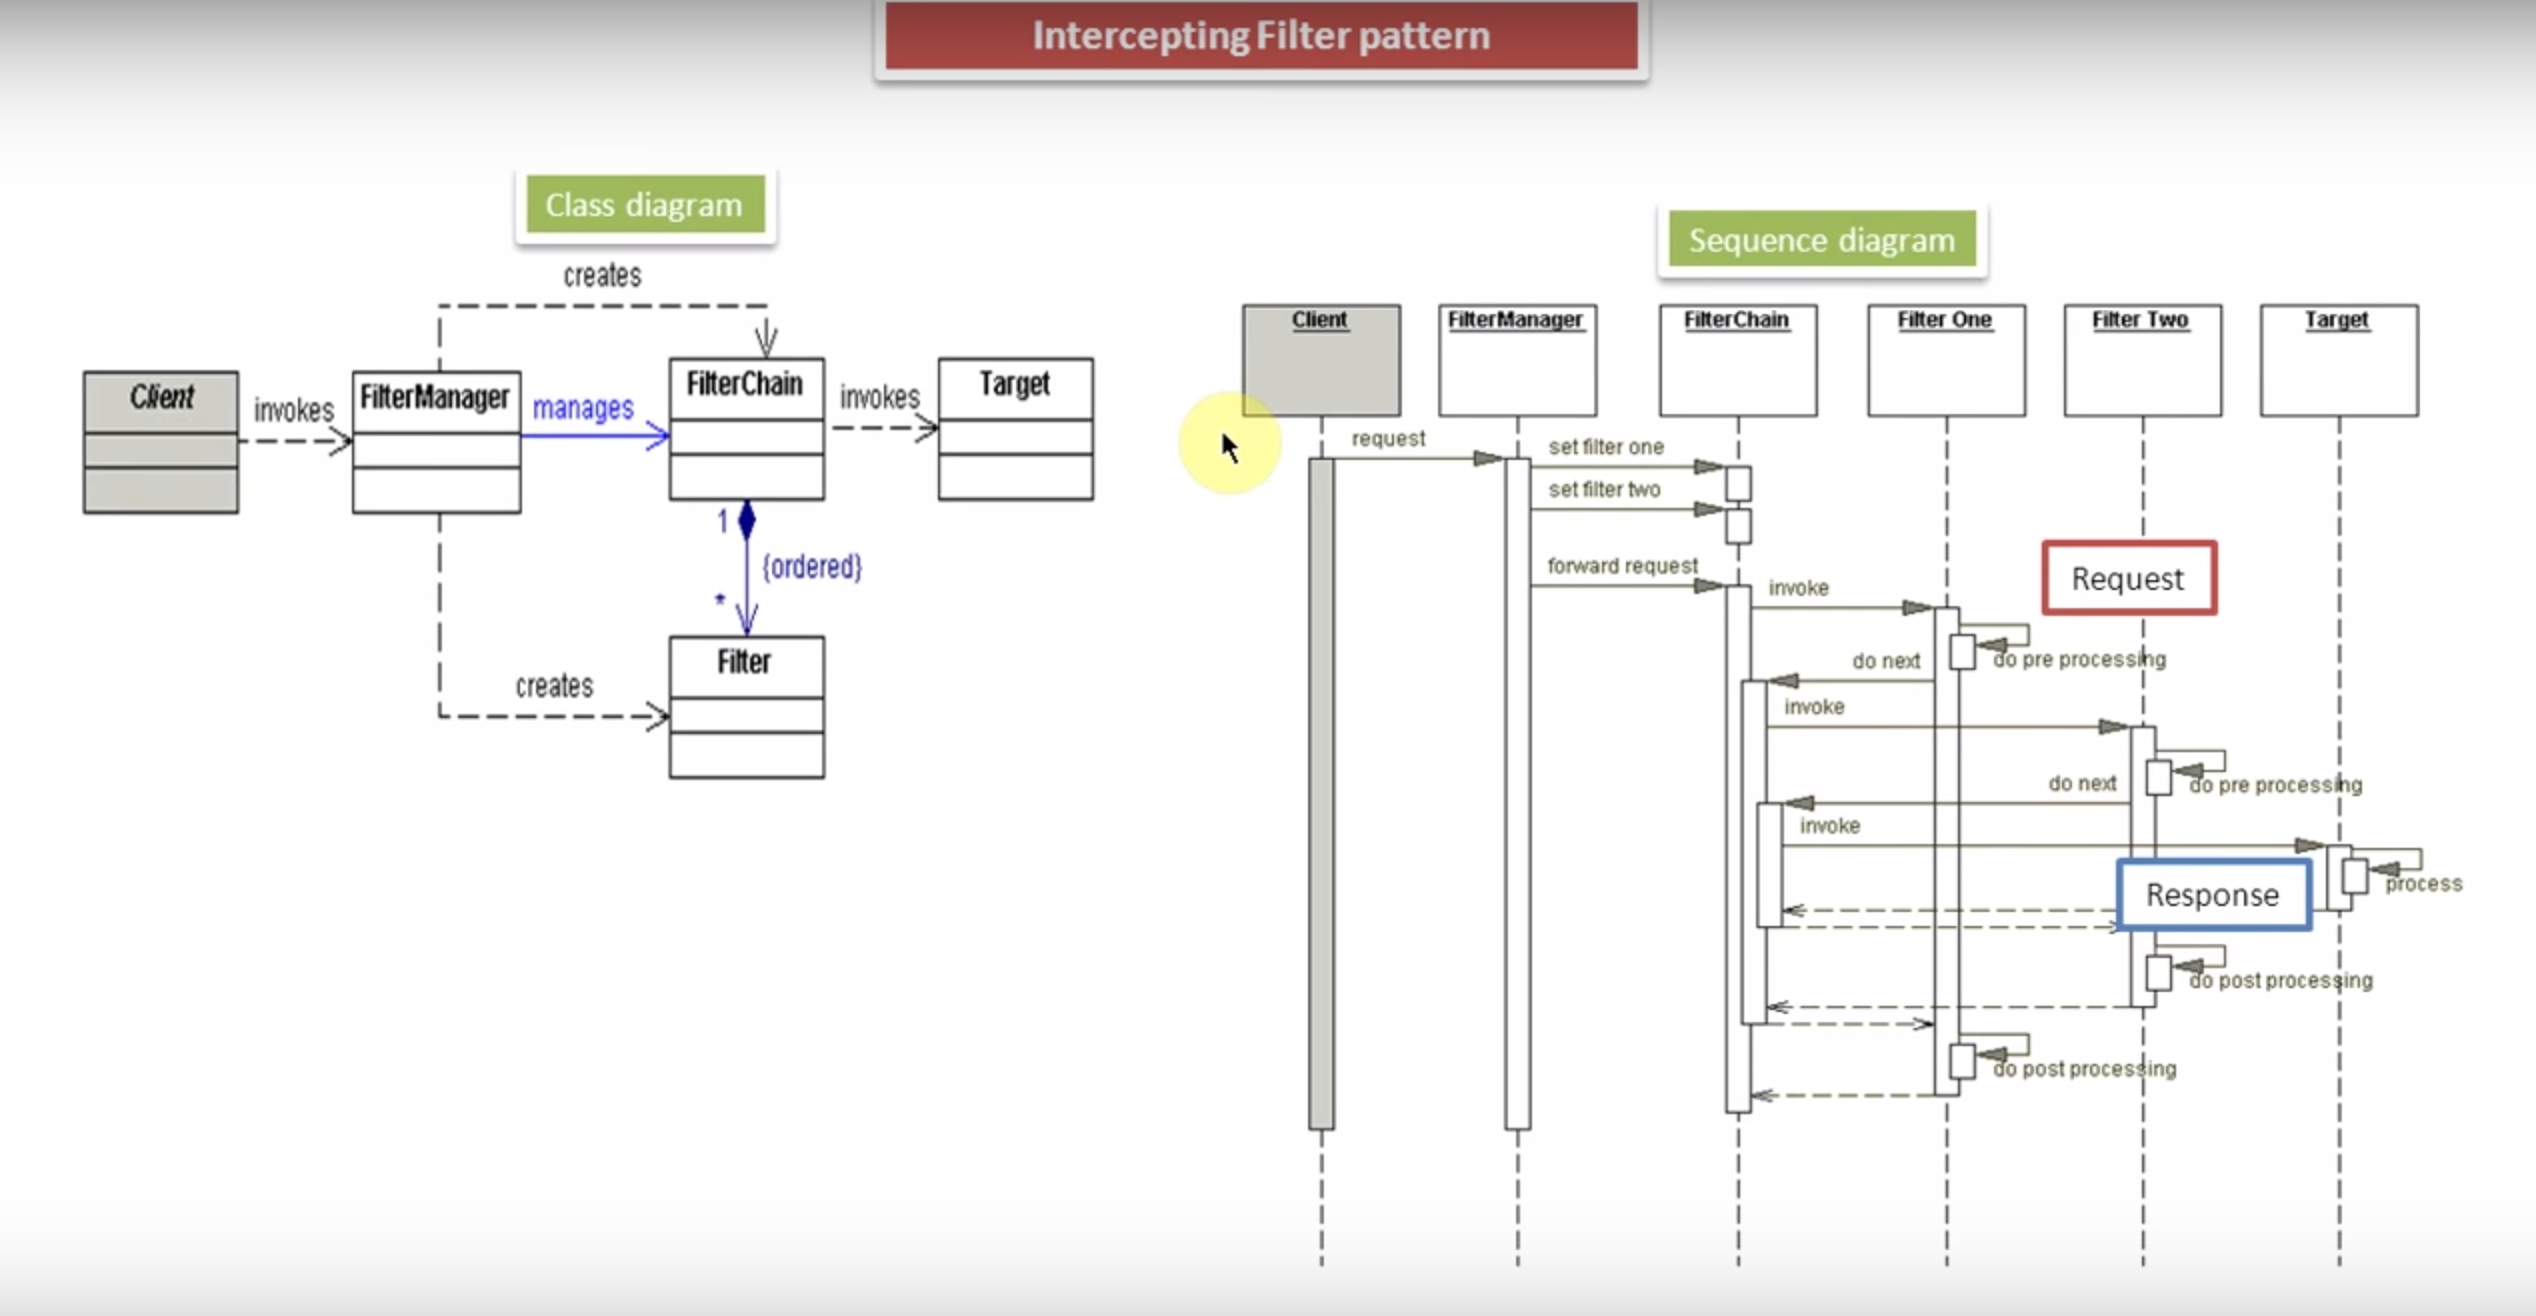 Intercepting Filter pattern
Class diagram
creates
Client
invokes
FilterManager
manages
FilterChain
invokes
Target
1
{ordered}
*
Filter
creates
Sequence diagram
Client
FilterManager
FilterChain
Filter One
Filter Two
Target
request
set filter one
set filter two
forward request
invoke
Request
do pre processing
do next
invoke
do pre processing
do next
invoke
process
Response
do post processing
do post processing